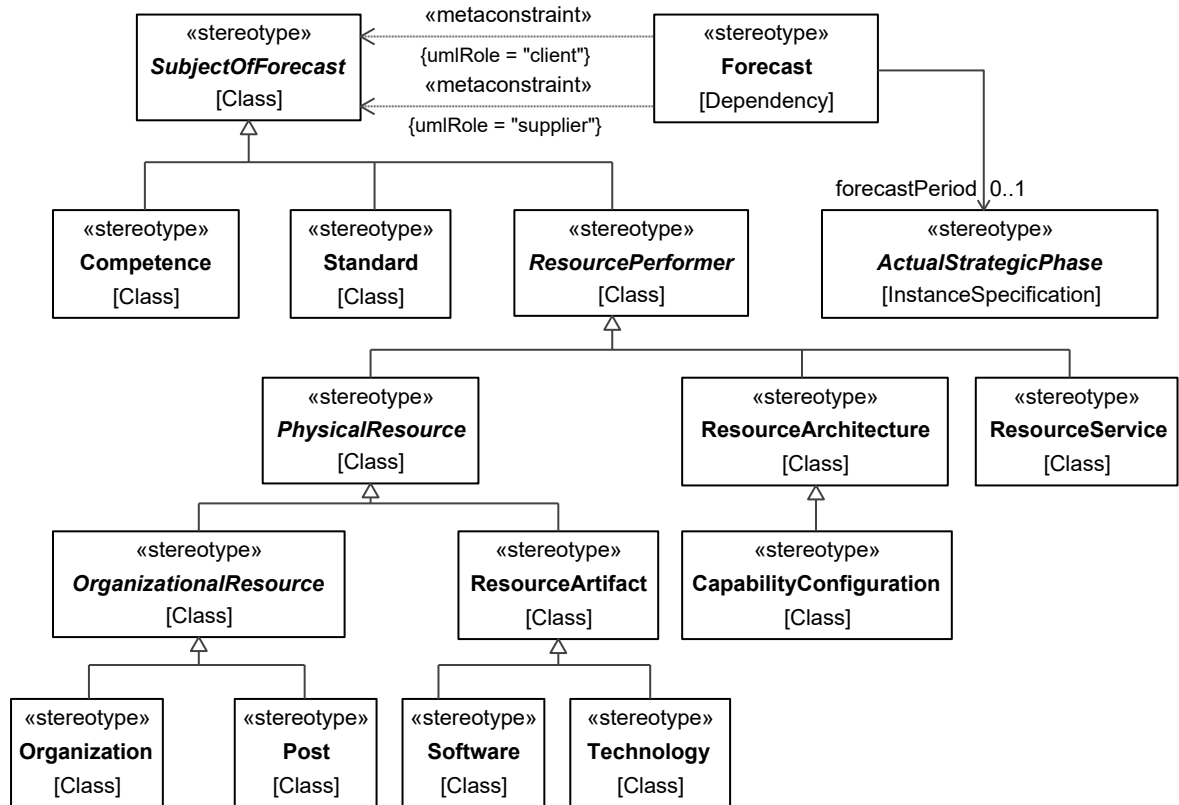 «stereotype»
SubjectOfForecast
[Class]
«metaconstraint»
{umlRole = "client"}
«metaconstraint»
{umlRole = "supplier"}
«stereotype»
Forecast
[Dependency]
forecastPeriod 0..1
«stereotype»
Competence
[Class]
«stereotype»
Standard
[Class]
«stereotype»
ResourcePerformer
[Class]
«stereotype»
ActualStrategicPhase
[InstanceSpecification]
«stereotype»
PhysicalResource
[Class]
«stereotype»
ResourceArchitecture
[Class]
«stereotype»
ResourceService
[Class]
«stereotype»
OrganizationalResource
[Class]
«stereotype»
ResourceArtifact
[Class]
«stereotype»
CapabilityConfiguration
[Class]
«stereotype»
Organization
[Class]
«stereotype»
Post
[Class]
«stereotype»
Software
[Class]
«stereotype»
Technology
[Class]